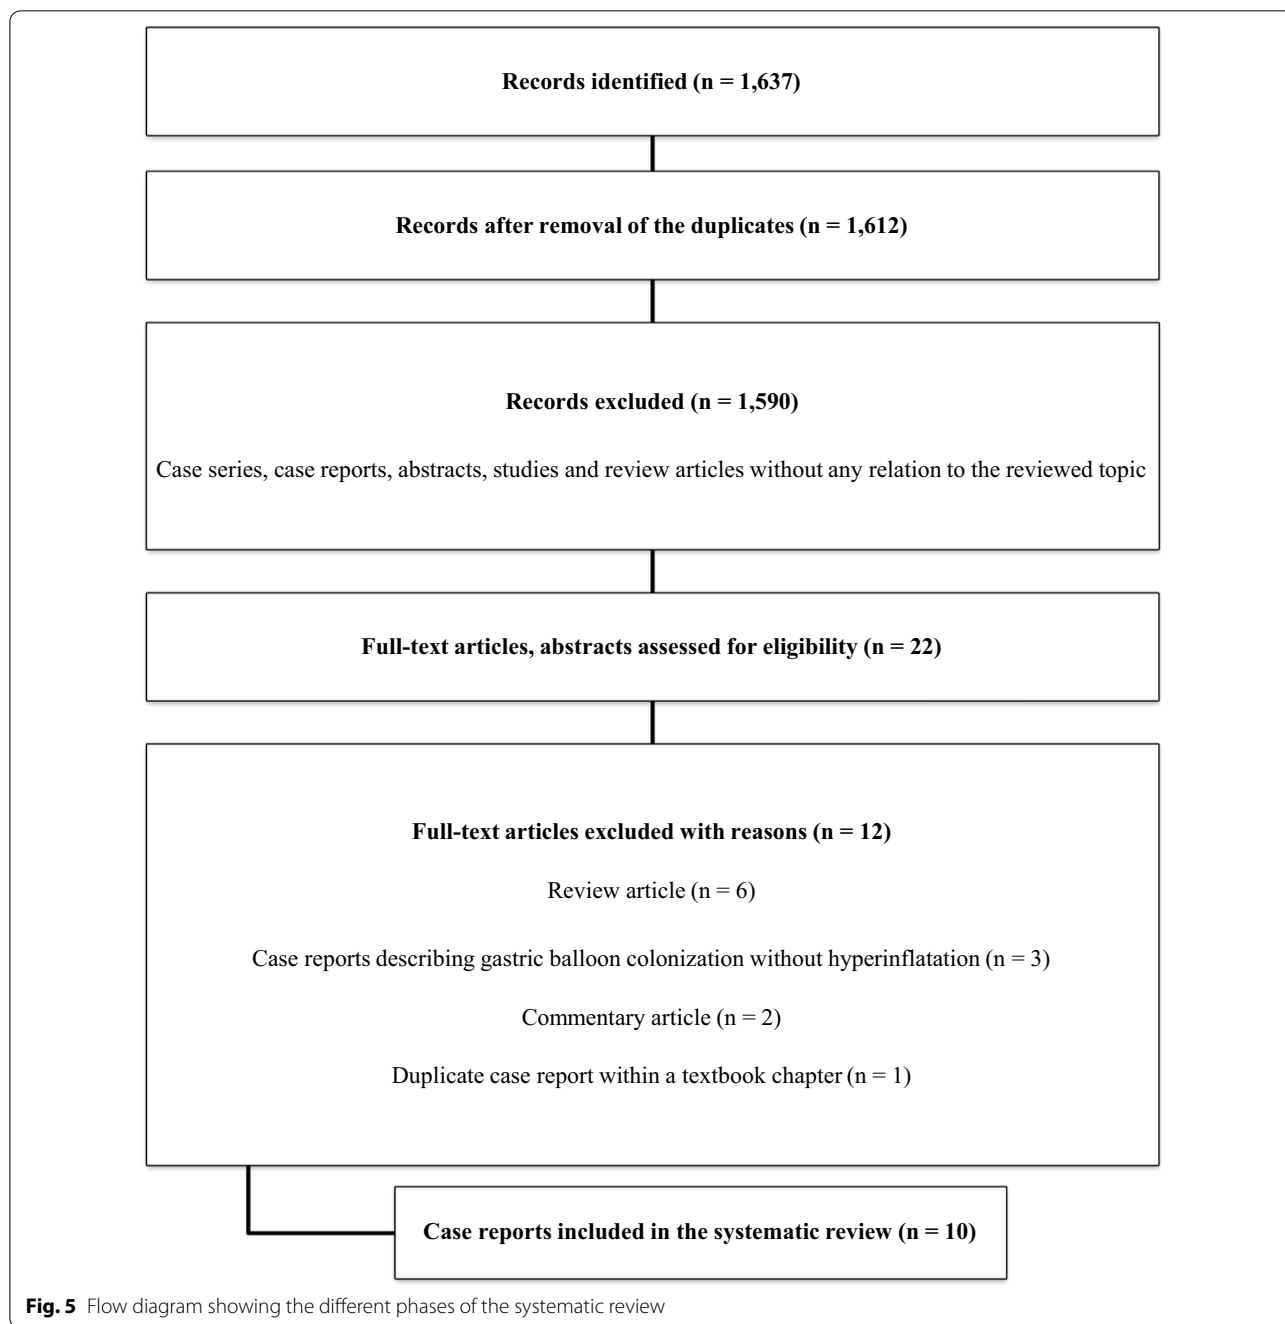 Records identified (n = 1,637)
Records after removal of the duplicates (n = 1,612)
Records excluded (n = 1,590)
Case series, case reports, abstracts, studies and review articles without any relation to the reviewed topic
Full-text articles, abstracts assessed for eligibility (n = 22)
Full-text articles excluded with reasons (n = 12)
Review article (n = 6)
Case reports describing gastric balloon colonization without hyperinflatation (n = 3)
Commentary article (n = 2)
Duplicate case report within a textbook chapter (n = 1)
Case reports included in the systematic review (n = 10)
Fig. 5 Flow diagram showing the different phases of the systematic review